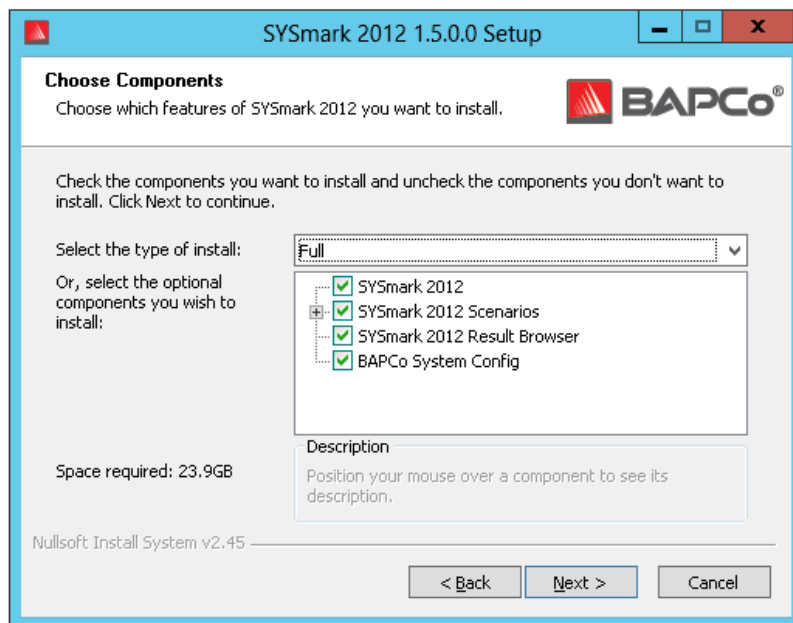 SYSmark 2012 1.5.0.0 Setup
Choose Components
Choose which features of SYSmark 2012 you want to install.
BAPCo®
Check the components you want to install and uncheck the components you don't want to
install. Click Next to continue.
Select the type of install:
Full
Or, select the optional
components you wish to
install:
SYSmark 2012
SYSmark 2012 Scenarios
SYSmark 2012 Result Browser
BAPCo System Config
Space required: 23.9GB
Description
Position your mouse over a component to see its
description.
Nullsoft Install System v2.45
< Back
Next >
Cancel